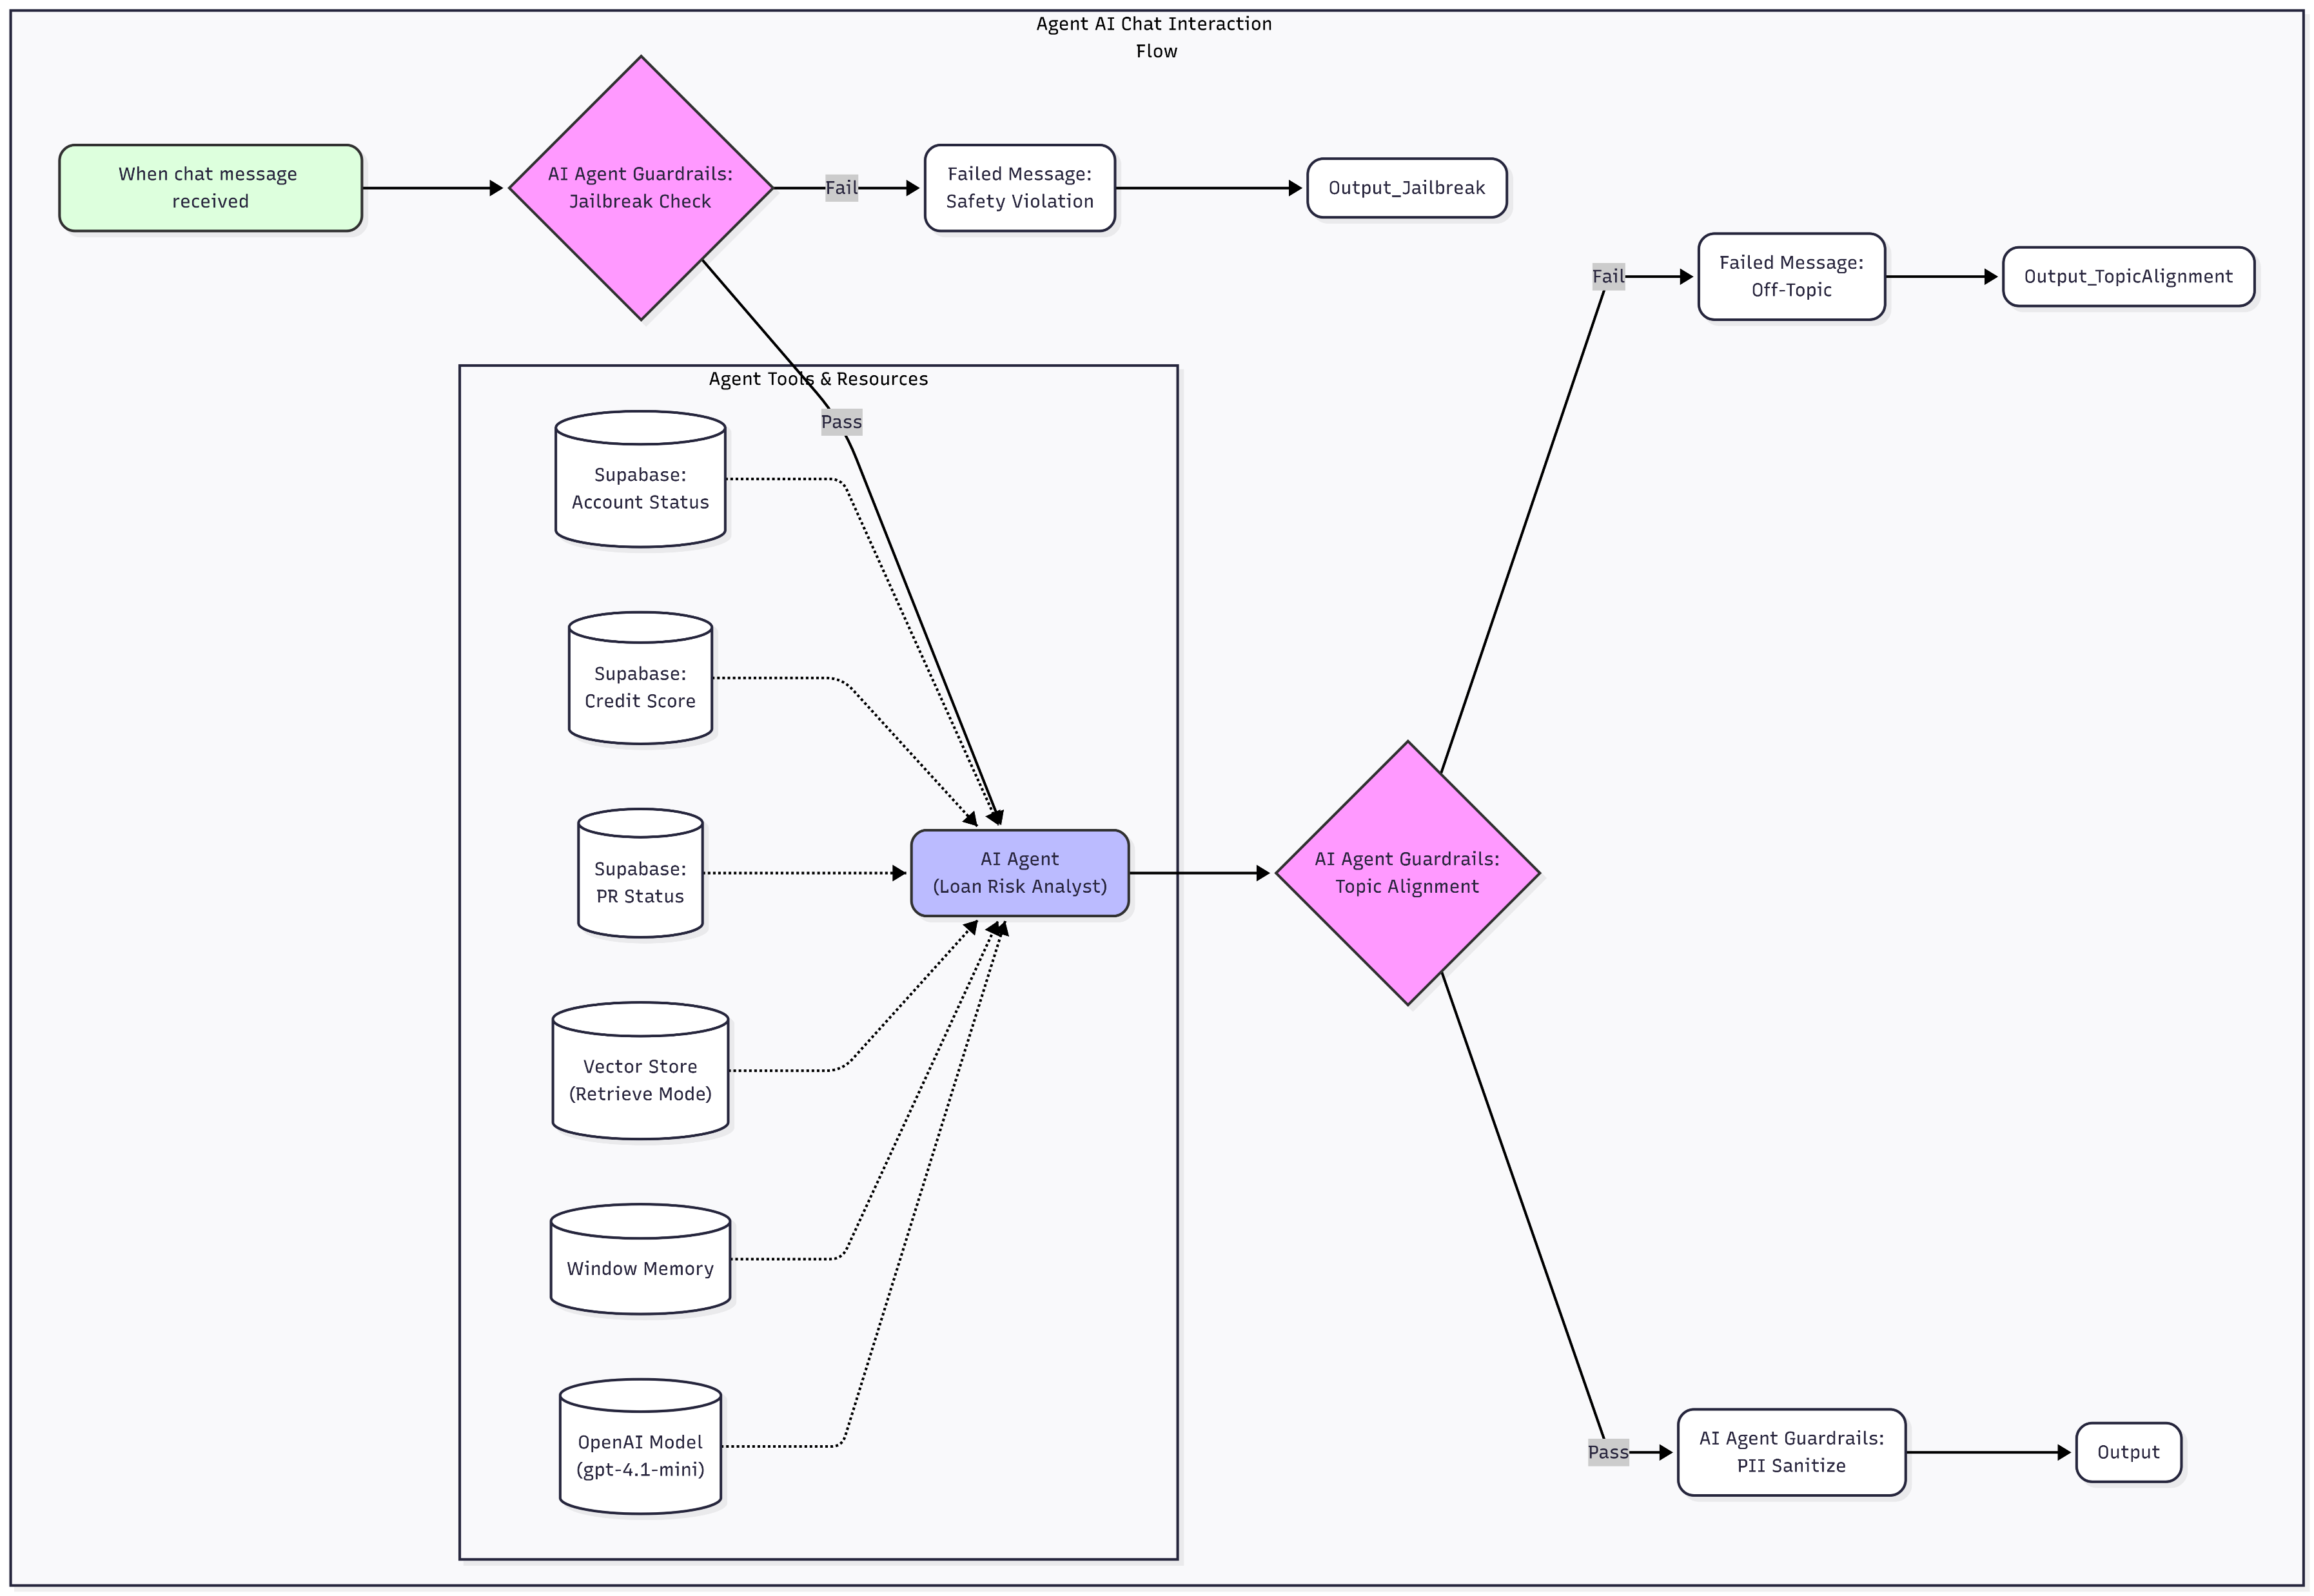 Agent AI Chat Interaction
Flow
When chat message
received
AI Agent Guardrails:
Jailbreak Check
Fail
Failed Message:
Safety Violation
Output_Jailbreak
Fail
Failed Message:
Off-Topic
Output_TopicAlignment
Agent Tools & Resources
Pass
Supabase:
Account Status
Supabase:
Credit Score
Supabase:
PR Status
AI Agent
(Loan Risk Analyst)
AI Agent Guardrails:
Topic Alignment
Vector Store
(Retrieve Mode)
Window Memory
OpenAI Model
(gpt-4.1-mini)
Pass
AI Agent Guardrails:
PII Sanitize
Output